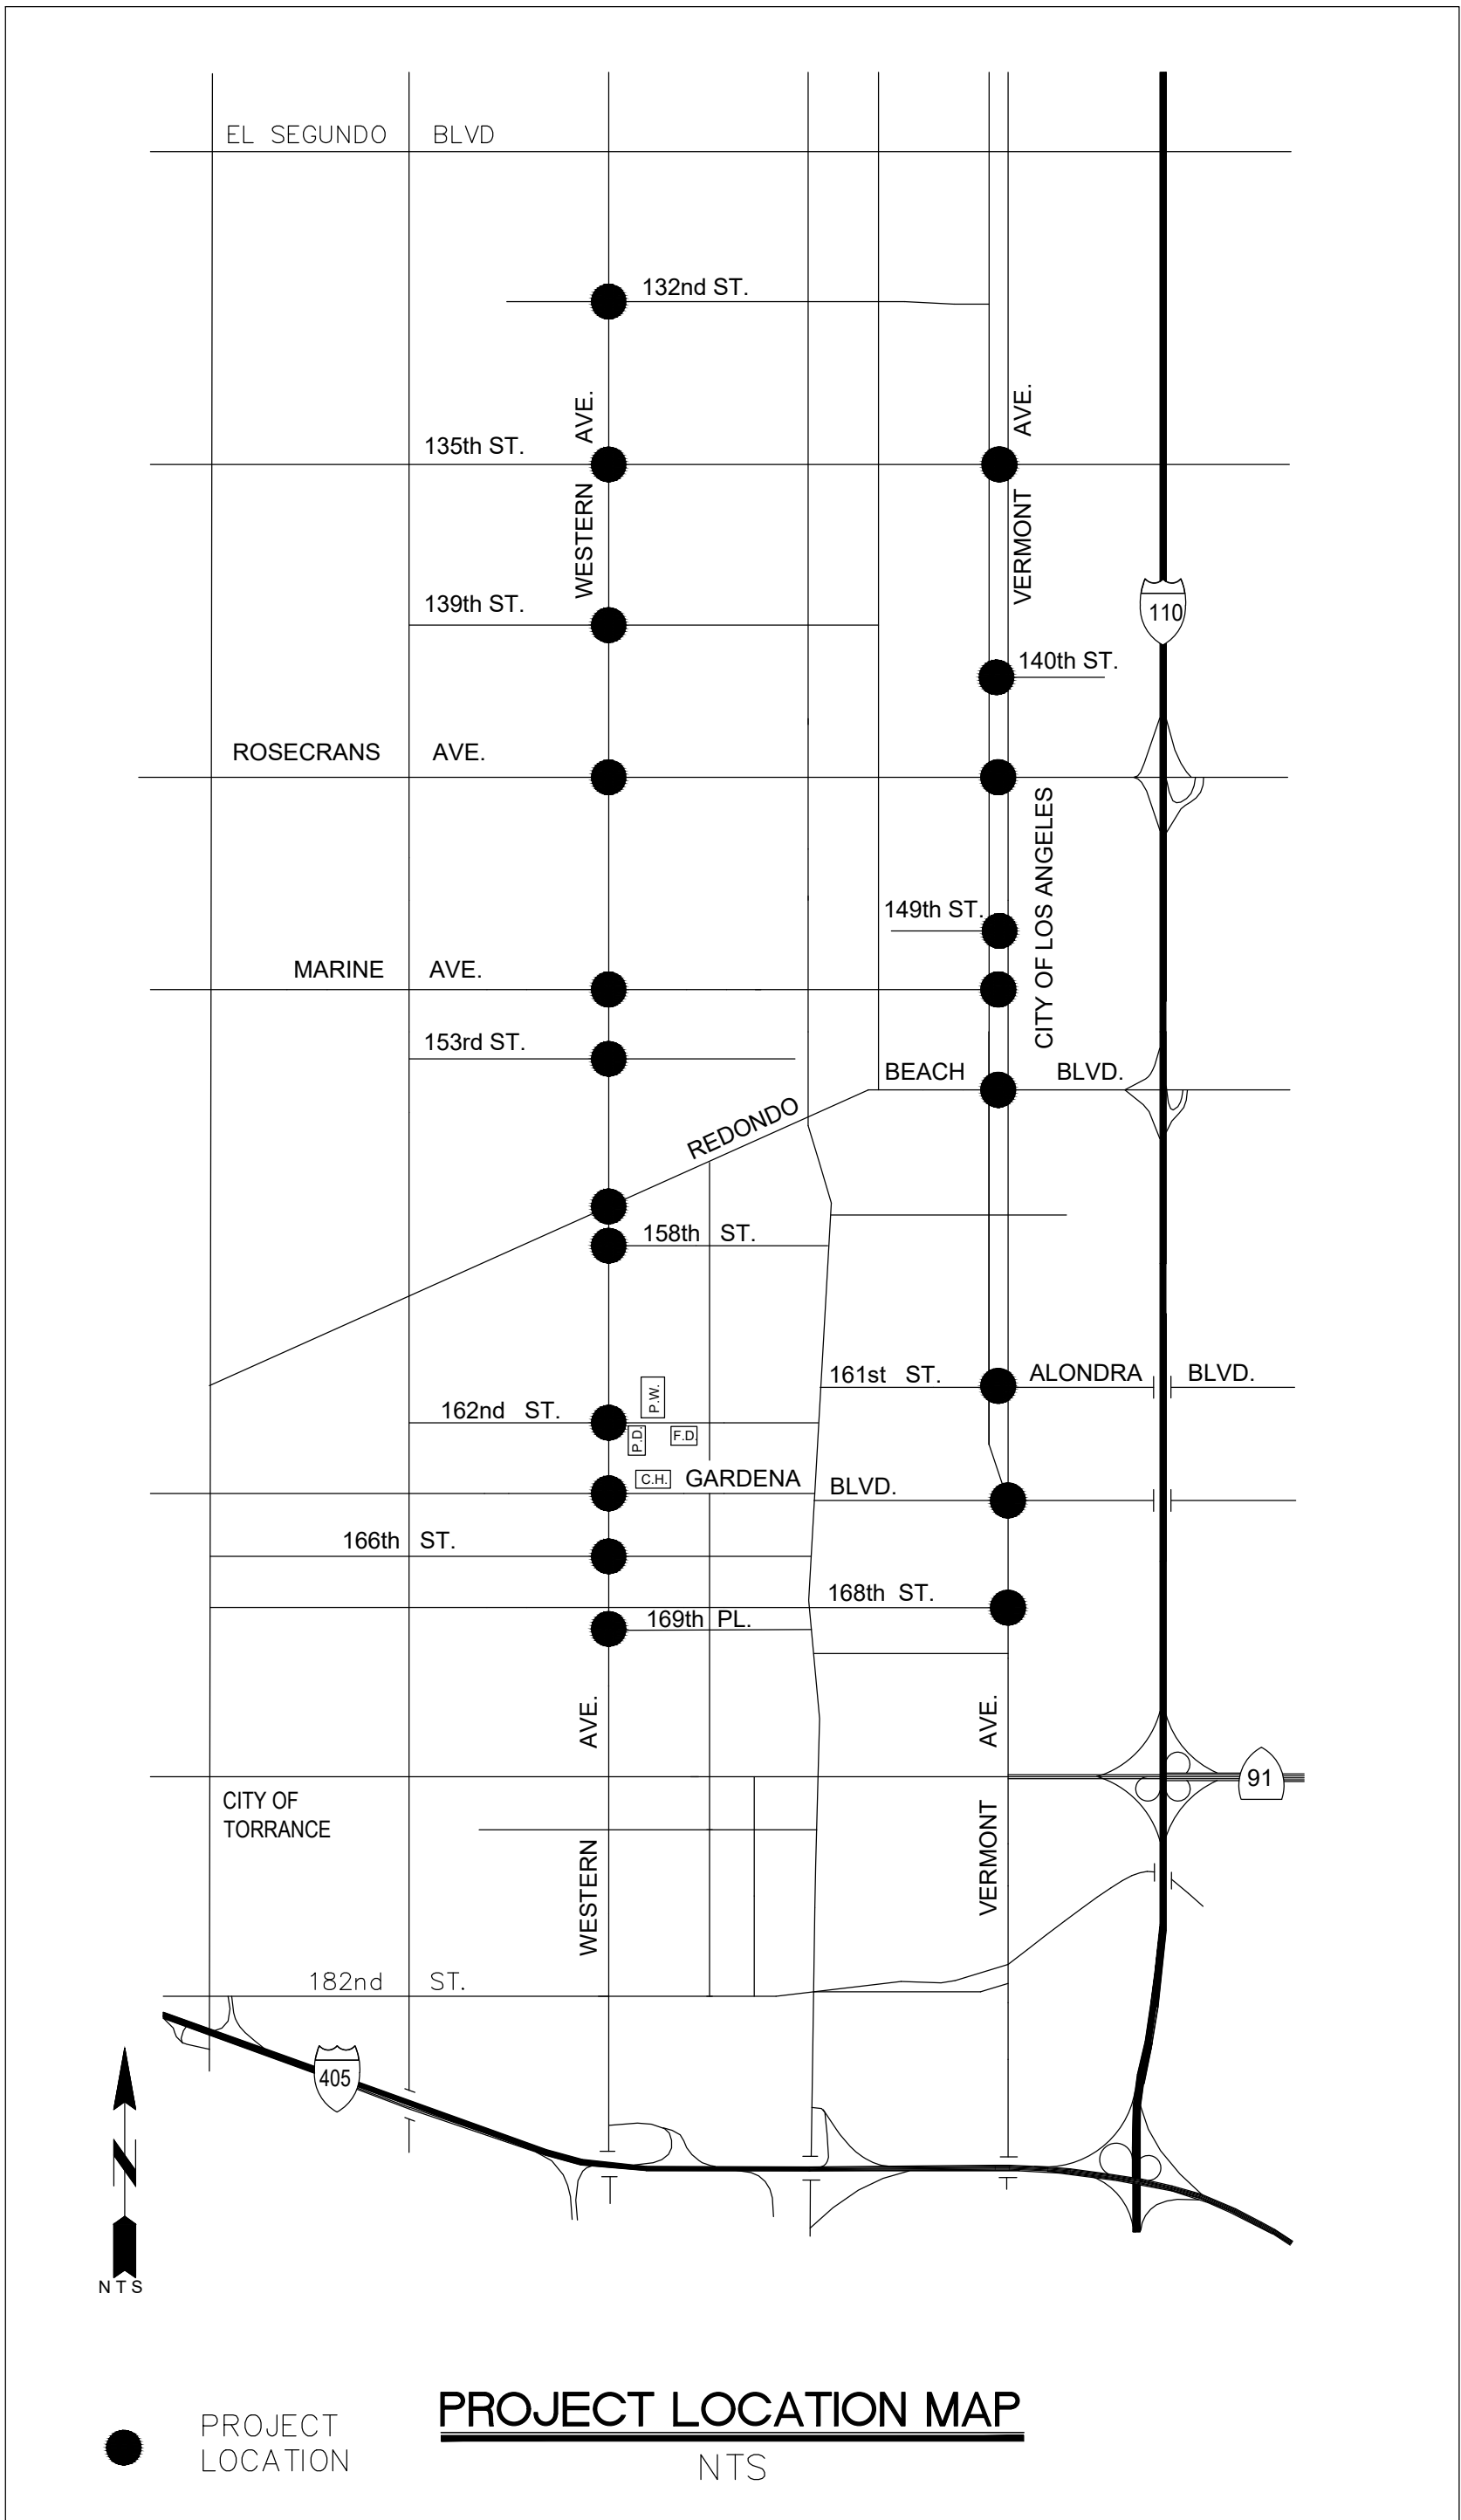 EL SEGUNDO BLVD
132nd ST.
WESTERN AVE.
VERMONT AVE.
135th ST.
139th ST.
110
140th ST.
ROSECRANS AVE.
CITY OF LOS ANGELES
149th ST.
MARINE AVE.
153rd ST.
REDONDO BEACH BLVD.
158th ST.
161st ST. ALONDRA BLVD.
P.W.
162nd ST.
P.D.
F.D.
C.H.
GARDENA BLVD.
166th ST.
168th ST.
169th PL.
WESTERN AVE.
VERMONT AVE.
91
CITY OF
TORRANCE
182nd ST.
405
N
NTS
PROJECT LOCATION MAP
NTS
PROJECT
LOCATION